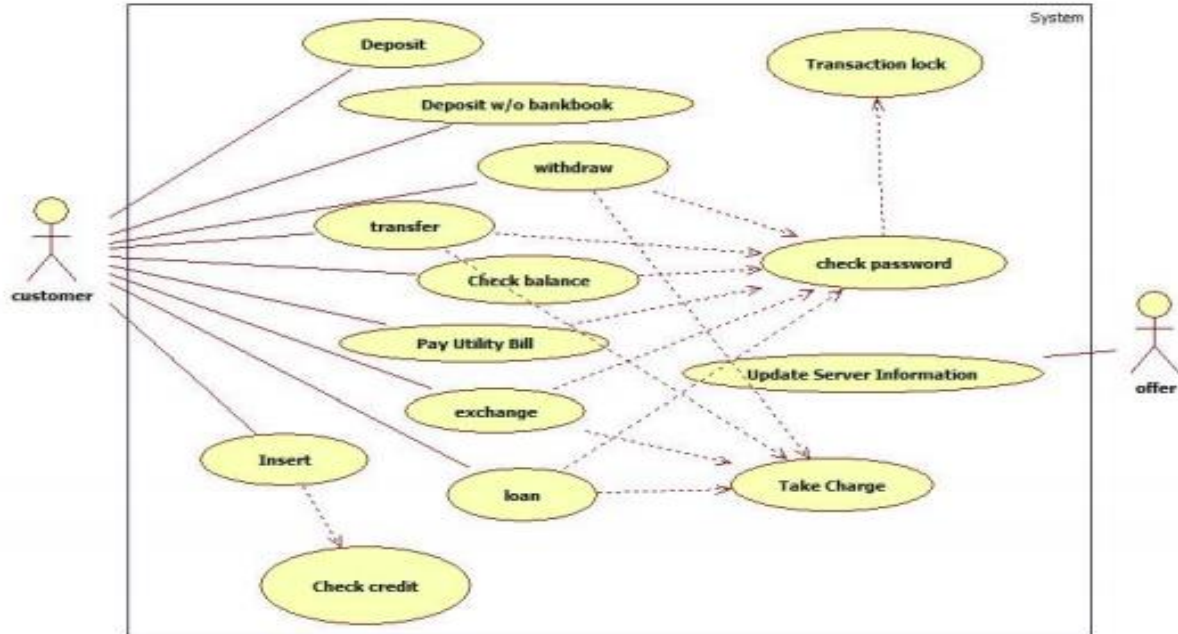 System
Deposit
Transaction lock
Deposit w/o bankbook
withdraw
transfer
check password
Check balance
customer
Pay Utility Bill
Update Server Information
offer
exchange
Insert
loan
Take Charge
Check credit